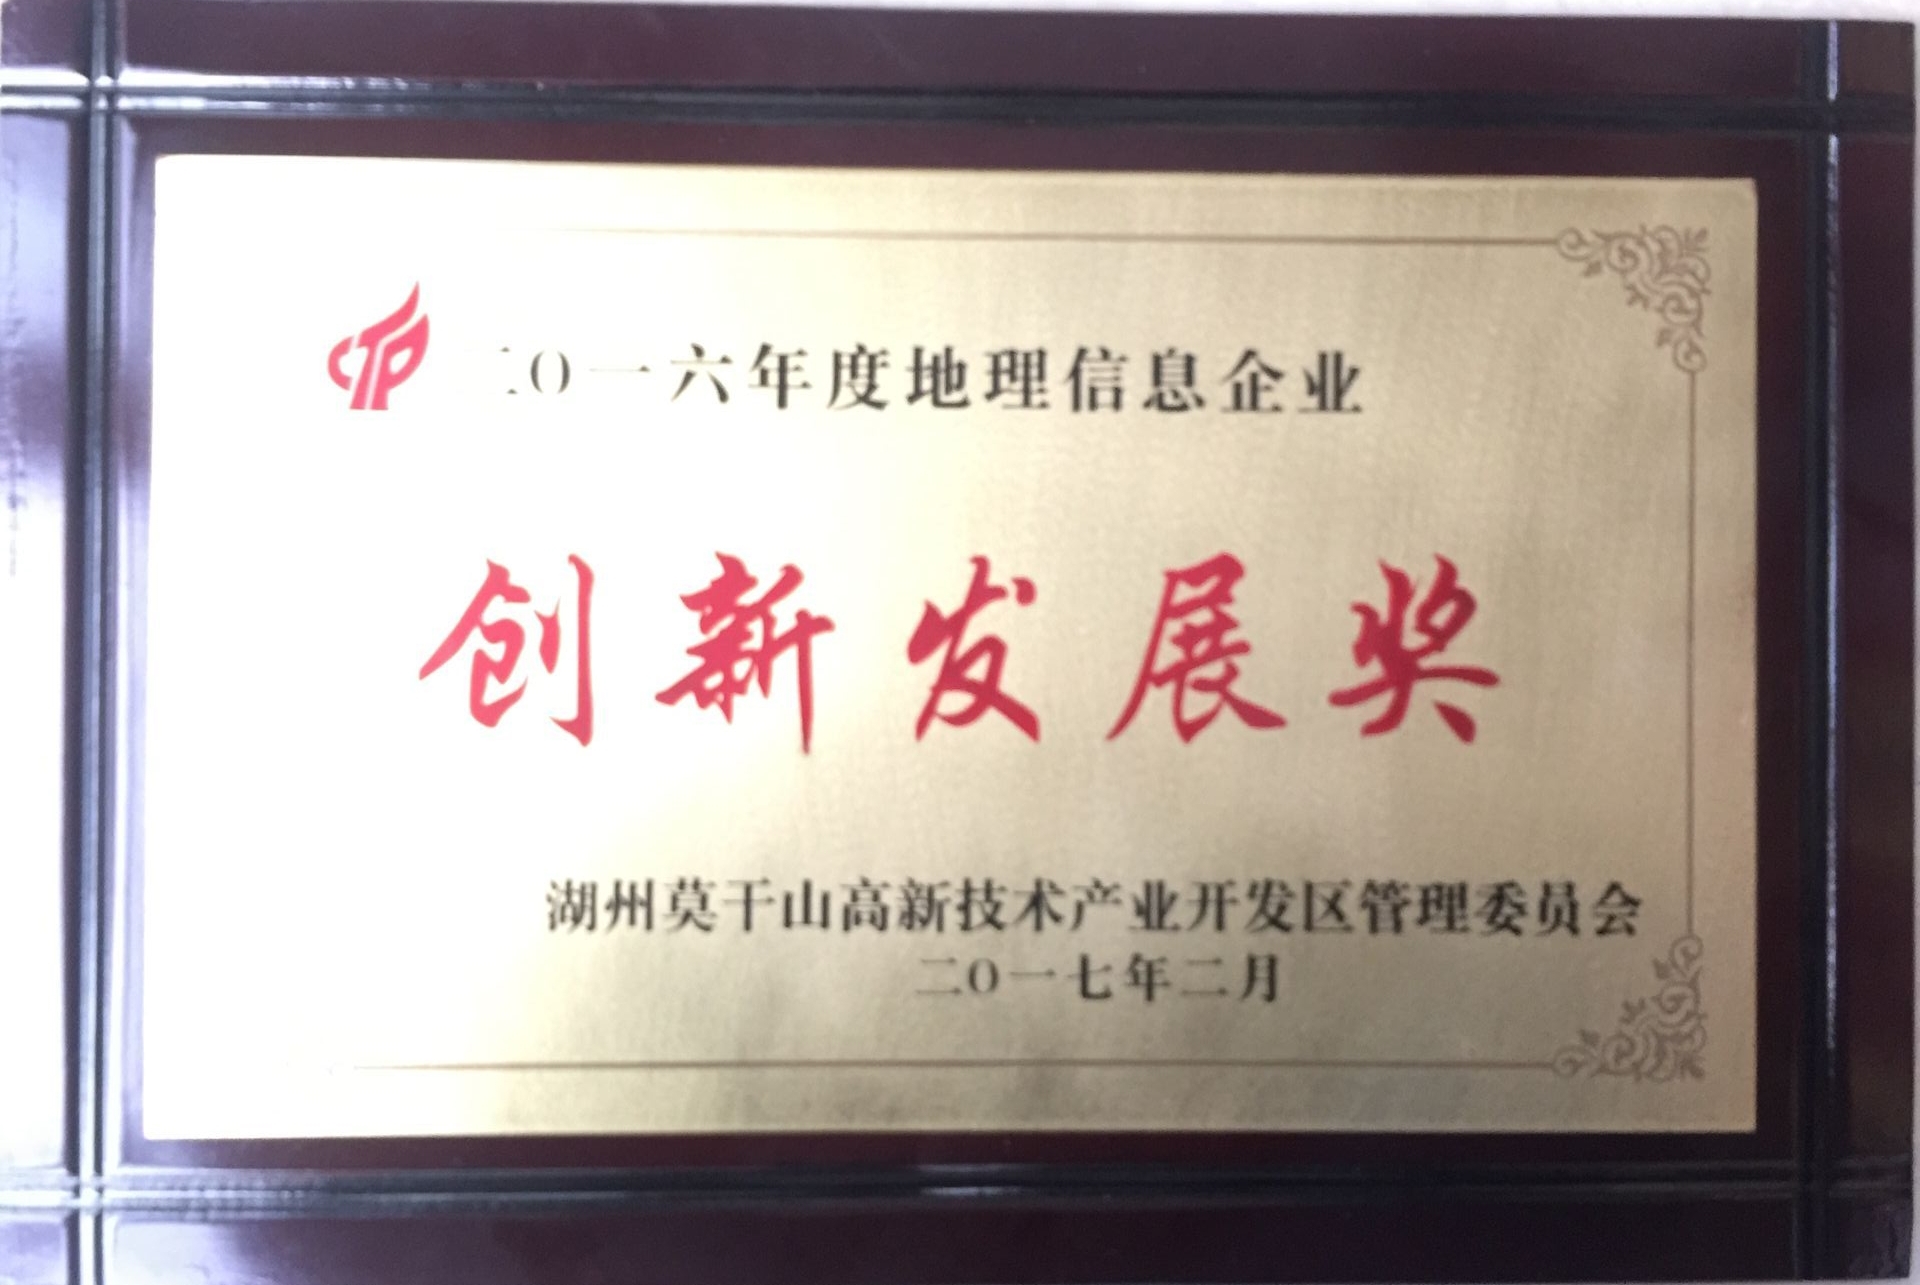 二〇一六年度地理信息企业
创新发展奖
湖州莫干山高新技术产业开发区管理委员会
二〇一七年二月